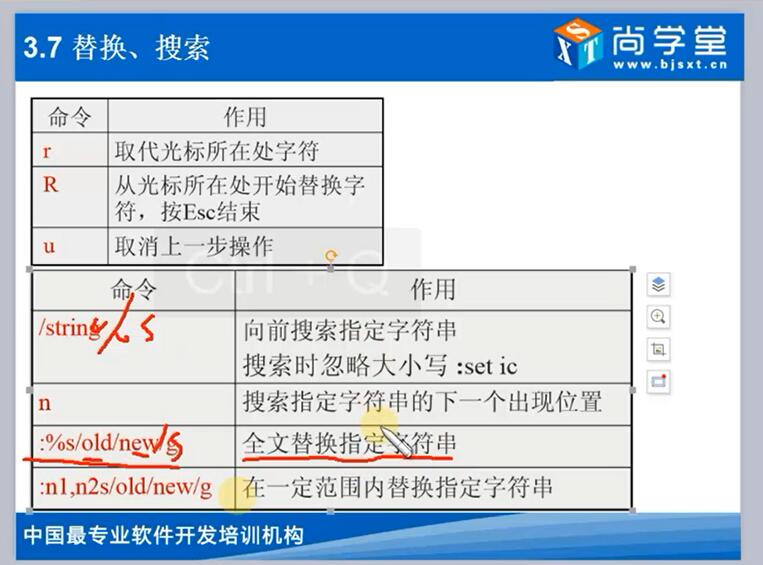 3.7 替换、搜索
尚学堂
www.bjsxt.cn
命令 作用
r 取代光标所在处字符
R 从光标所在处开始替换字
符，按Esc结束
u 取消上一步操作
Ctrl + Q
命令 作用
/string 向前搜索指定字符串
搜索时忽略大小写 :set ic
n 搜索指定字符串的下一个出现位置
:%s/old/new/g 全文替换指定字符串
:n1,n2s/old/new/g 在一定范围内替换指定字符串
中国最专业软件开发培训机构